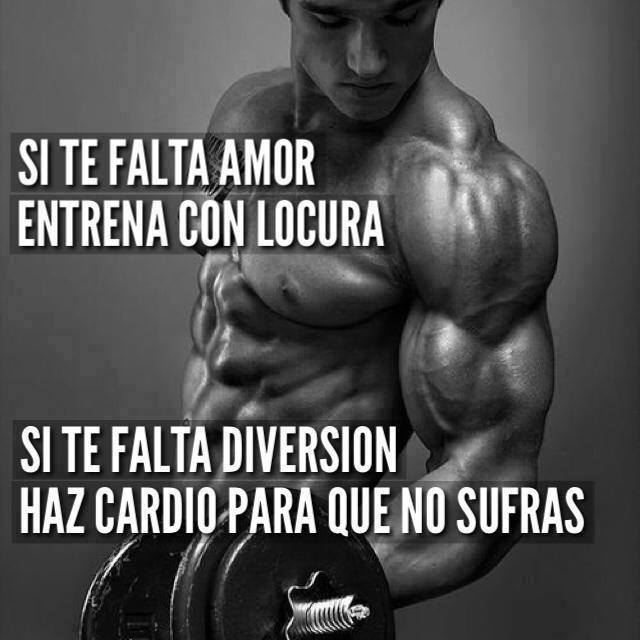 SI TE FALTA AMOR
ENTRENA CON LOCURA
SI TE FALTA DIVERSION
HAZ CARDIO PARA QUE NO SUFRAS